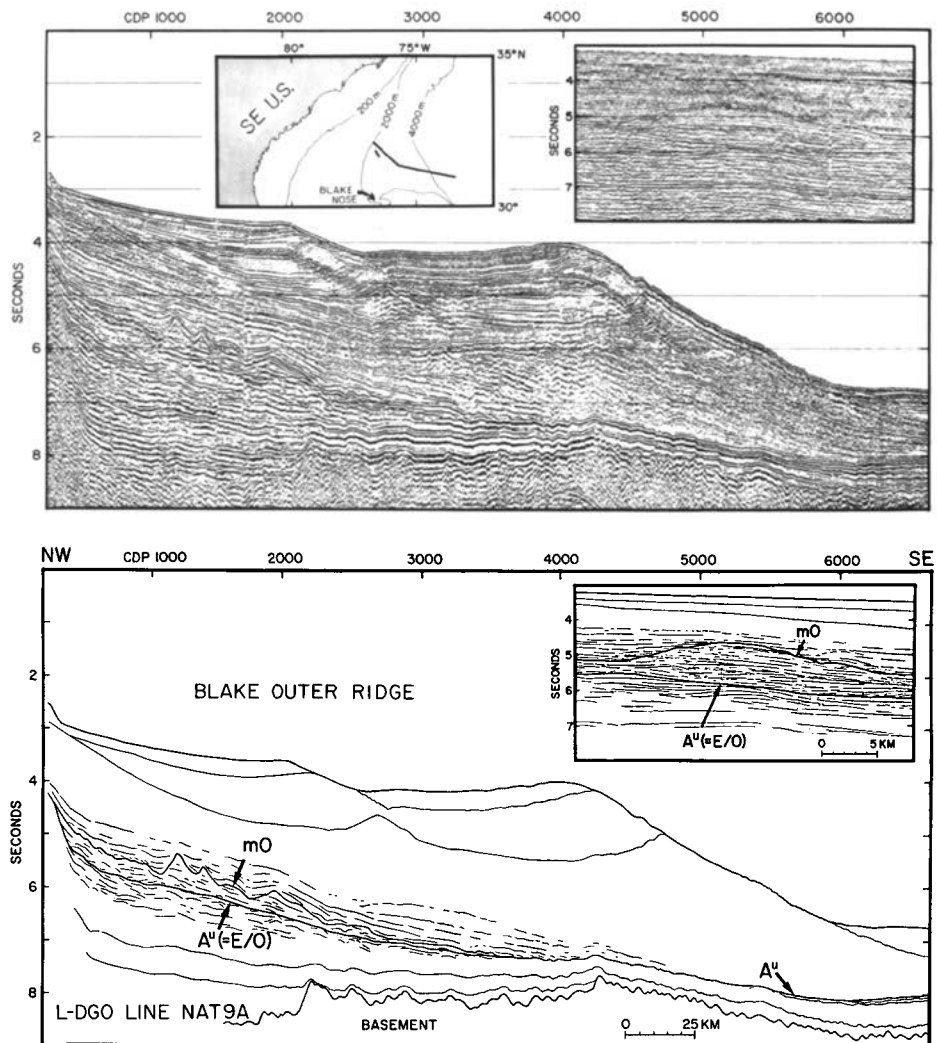 CDP 1000 2000 3000 4000 5000 6000
SECONDS
2
4
6
8
80° 75°W
35°N
30°
SE U.S.
200 m
2000 m
4000 m
BLAKE
NOSE
SECONDS
4
5
6
7
NW CDP 1000 2000 3000 4000 5000 6000 SE
SECONDS
2
4
6
8
BLAKE OUTER RIDGE
mO
Aᵘ(=E/O)
Aᵘ
L-DGO LINE NAT9A
BASEMENT
0 25 KM
SECONDS
4
5
6
7
mO
Aᵘ(=E/O)
0 5 KM